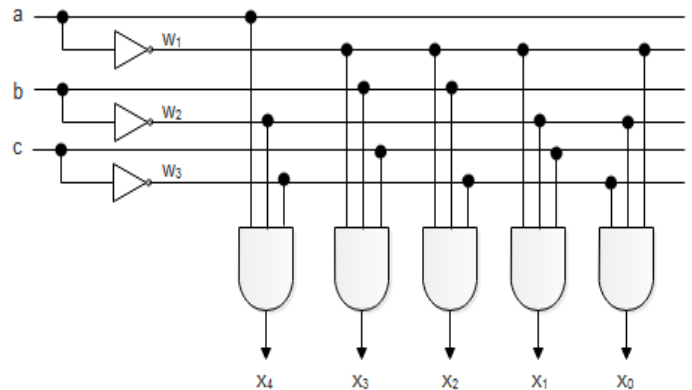 a
W₁
b
W₂
c
W₃
X₄ X₃ X₂ X₁ X₀